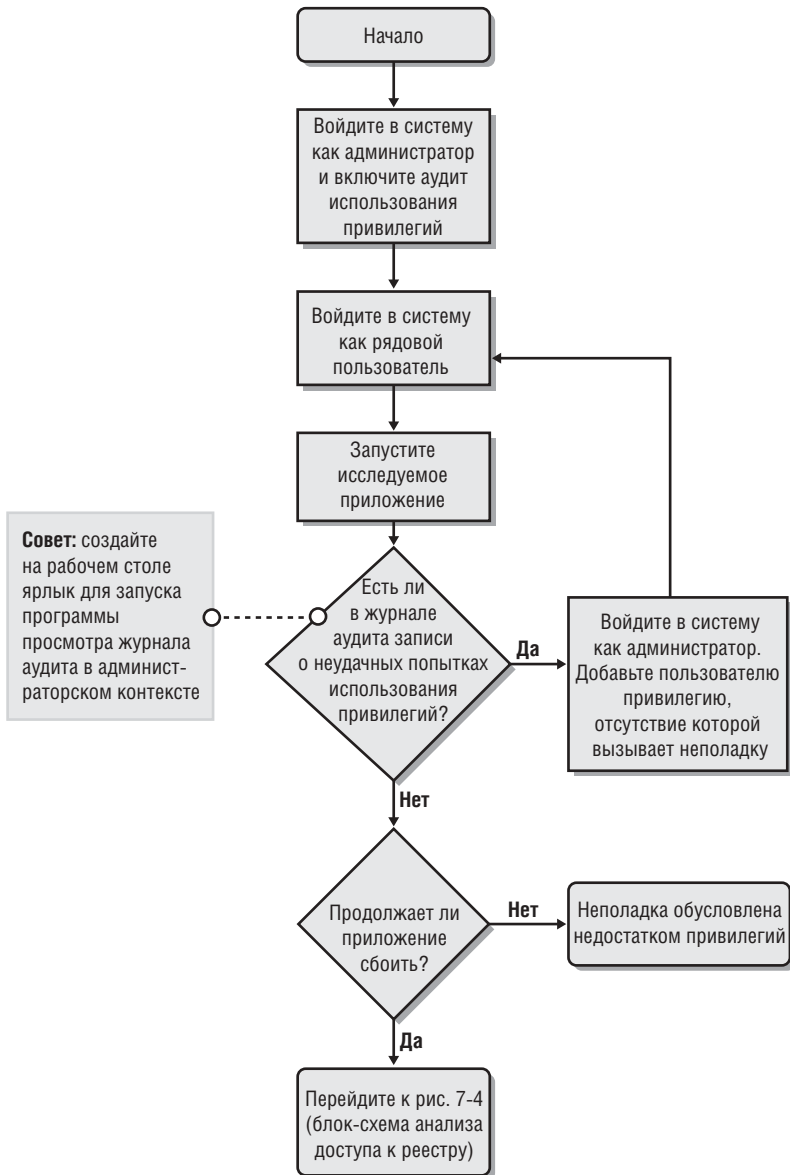 Начало
Войдите в систему
как администратор
и включите аудит
использования
привилегий
Войдите в систему
как рядовой
пользователь
Запустите
исследуемое
приложение
Совет: создайте
на рабочем столе
ярлык для запуска
программы
просмотра журнала
аудита в админист-
раторском контексте
Есть ли
в журнале
аудита записи
о неудачных попытках
использования
привилегий?
Да
Войдите в систему
как администратор.
Добавьте пользователю
привилегию,
отсутствие которой
вызывает неполадку
Нет
Продолжает ли
приложение
сбоить?
Нет
Неполадка обусловлена
недостатком привилегий
Да
Перейдите к рис. 7-4
(блок-схема анализа
доступа к реестру)